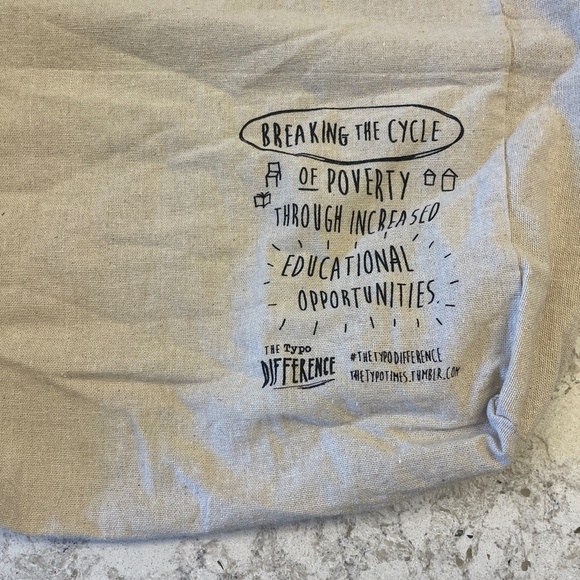 BREAKING THE CYCLE
OF POVERTY
THROUGH INCREASED
EDUCATIONAL
OPPORTUNITIES.
THE Typo
DIFFERENCE
#THETYPODIFFERENCE
THETYPOTIMES.TUMBLR.COM